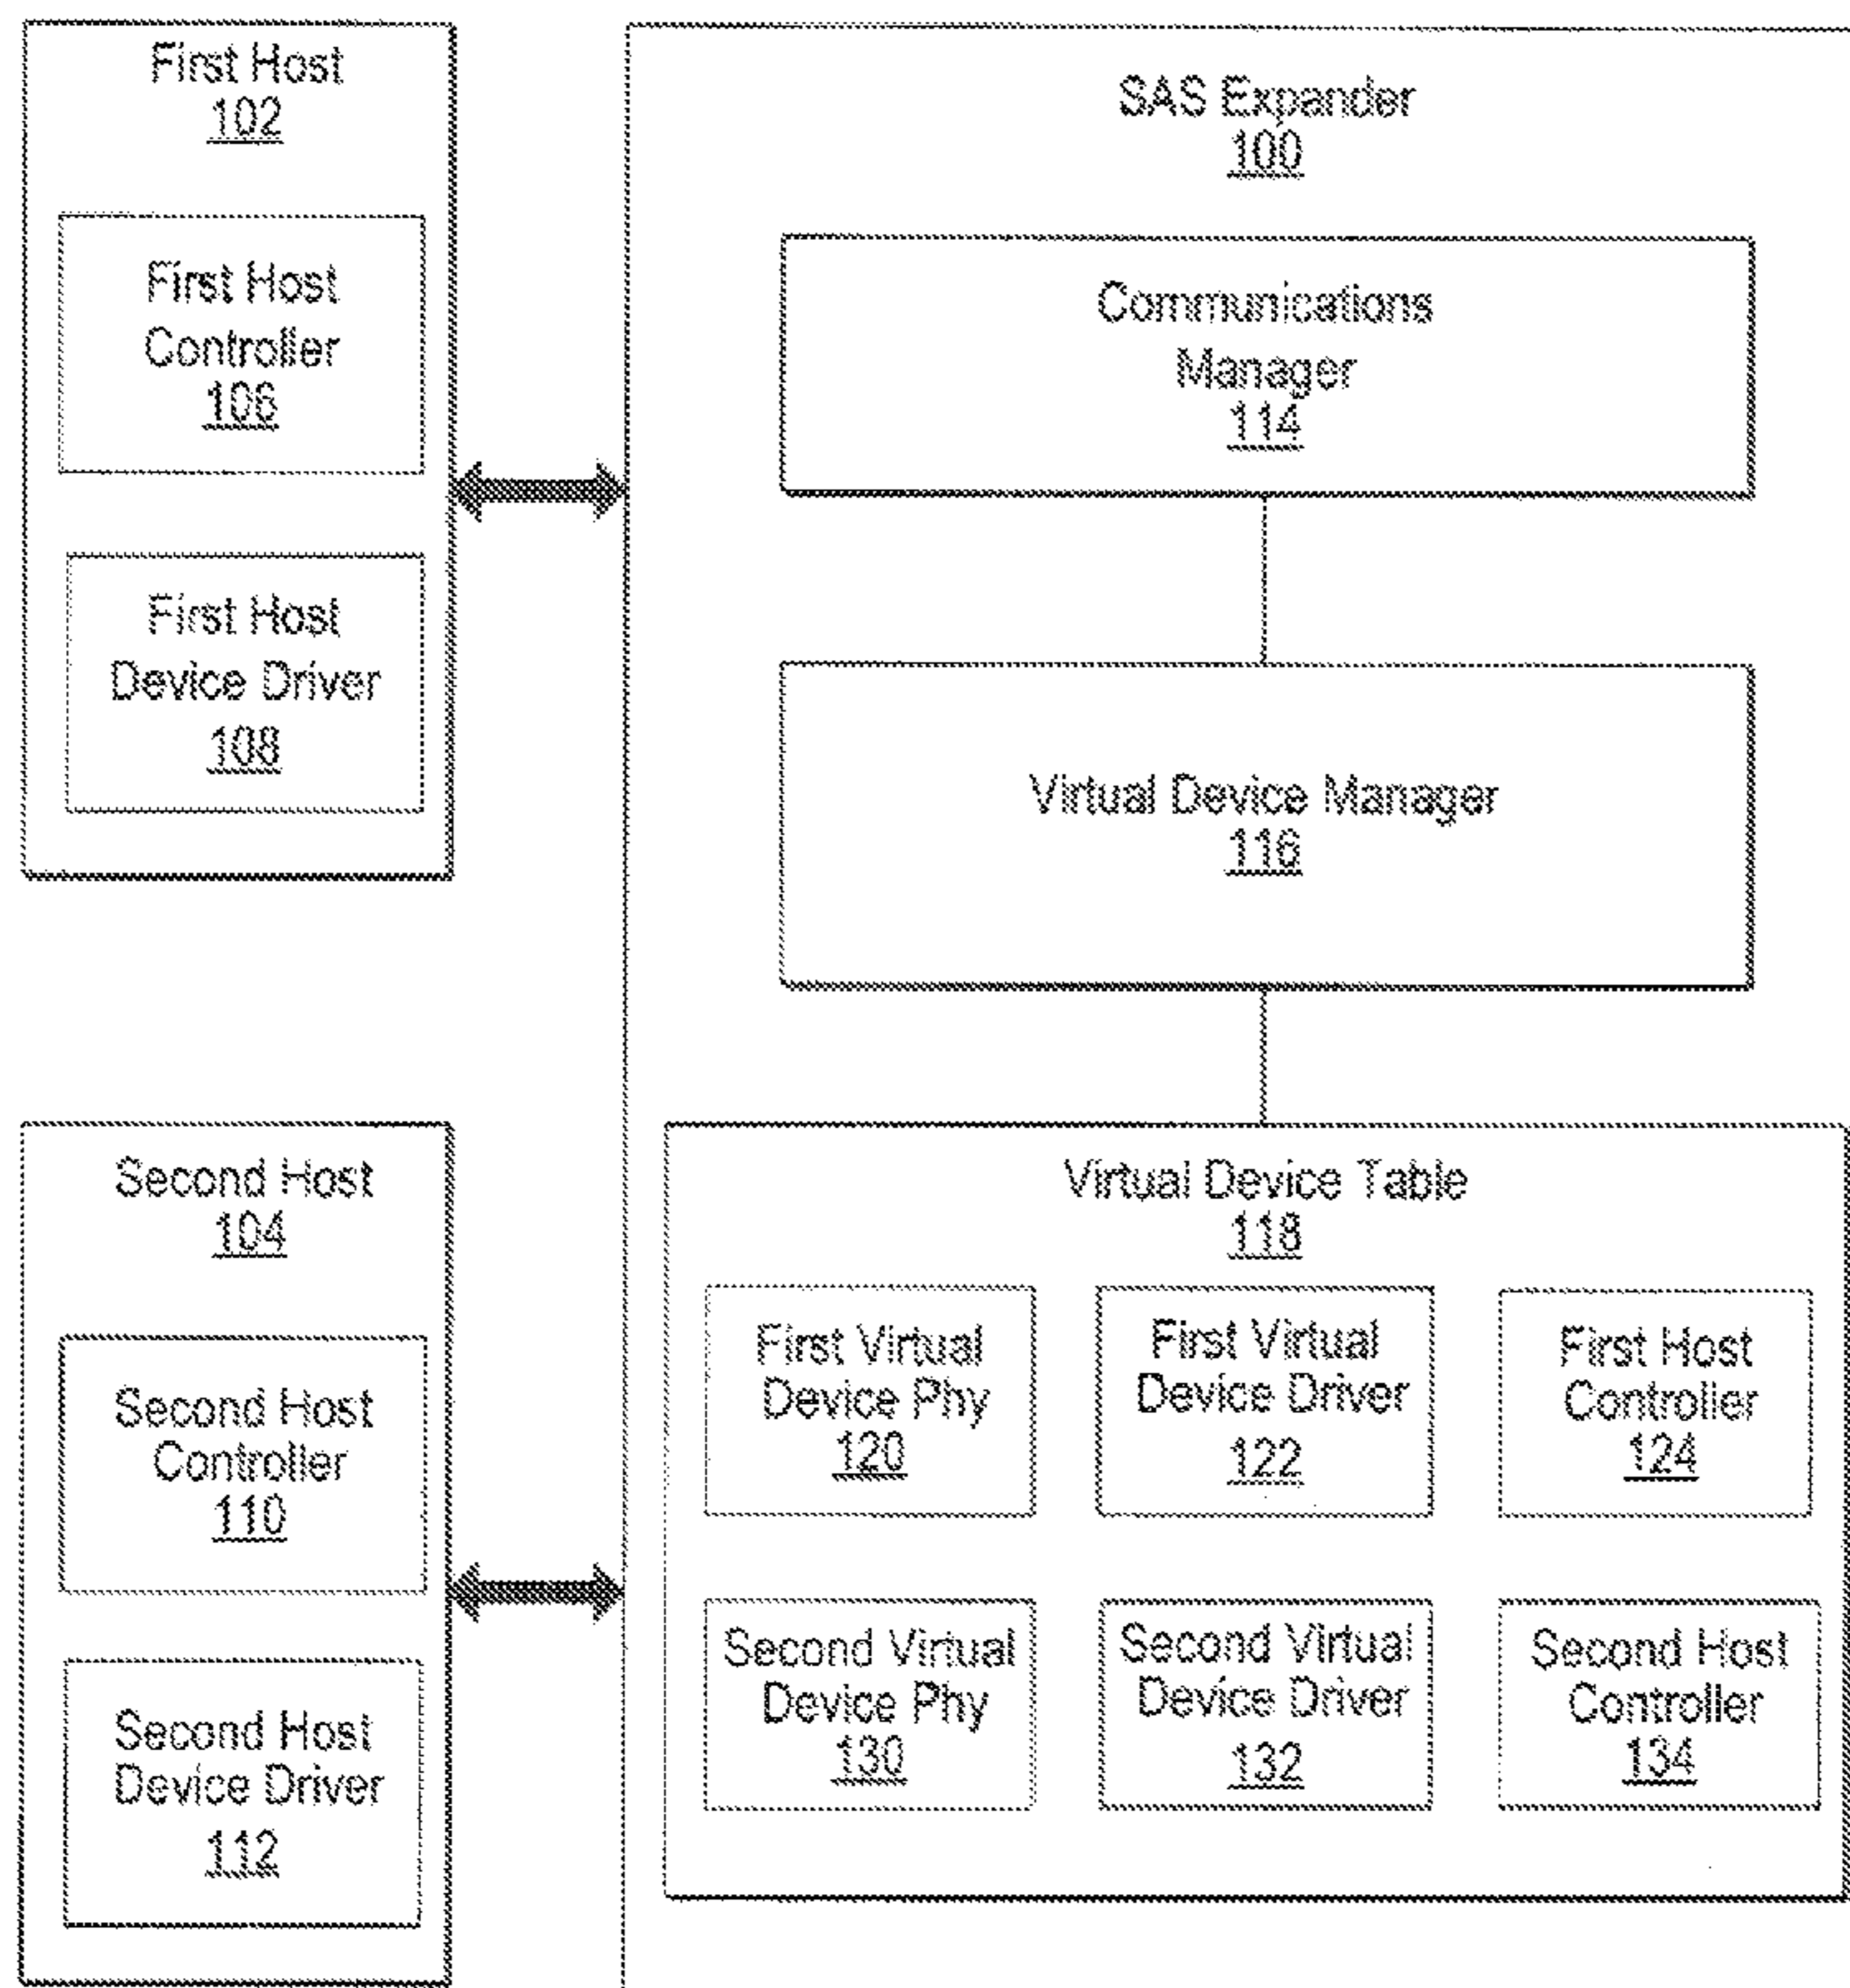 First Host
102
First Host
Controller
106
First Host
Device Driver
108
Second Host
104
Second Host
Controller
110
Second Host
Device Driver
112
SAS Expander
100
Communications
Manager
114
Virtual Device Manager
116
Virtual Device Table
118
First Virtual
Device Phy
120
First Virtual
Device Driver
122
First Host
Controller
124
Second Virtual
Device Phy
130
Second Virtual
Device Driver
132
Second Host
Controller
134